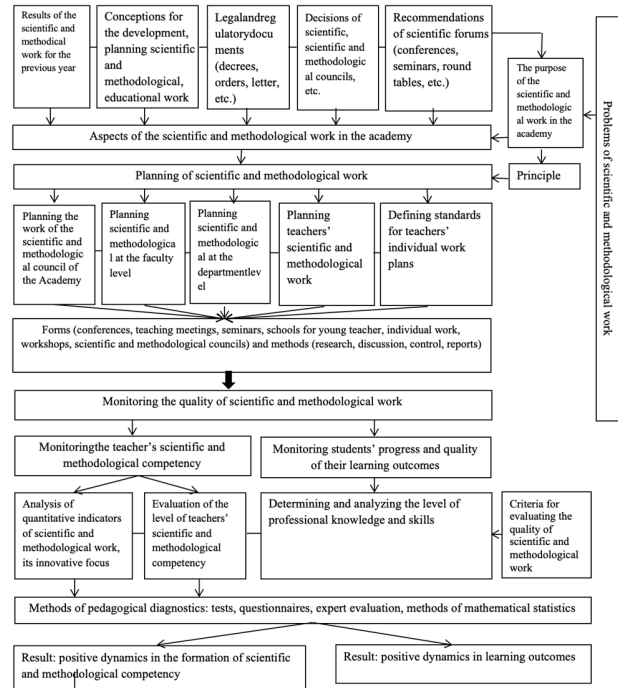 Results of the
scientific and
methodical
work for the
previous year
Conceptions for
the development,
planning scientific
and
methodological,
educational work
Legalandreg
ulatorydocu
ments
(decrees,
orders, letter,
etc.)
Decisions of
scientific,
scientific and
methodologic
al councils,
etc.
Recommendations
of scientific forums
(conferences,
seminars, round
tables, etc.)
The purpose
of the
scientific and
methodologic
al work in the
academy
Problems of scientific and methodological work
Aspects of the scientific and methodological work in the academy
Planning of scientific and methodological work
Principle
Planning the
work of the
scientific and
methodologic
al council of
the Academy
Planning
scientific and
methodologica
l at the faculty
level
Planning
scientific and
methodologic
al at the
departmentlev
el
Planning
teachers’
scientific and
methodological
work
Defining standards
for teachers’
individual work
plans
Forms (conferences, teaching meetings, seminars, schools for young teacher, individual work,
workshops, scientific and methodological councils) and methods (research, discussion, control, reports)
Monitoring the quality of scientific and methodological work
Monitoringthe teacher’s scientific and
methodological competency
Monitoring students’ progress and quality
of their learning outcomes
Analysis of
quantitative indicators
of scientific and
methodological work,
its innovative focus
Evaluation of the
level of teachers’
scientific and
methodological
competency
Determining and analyzing the level of
professional knowledge and skills
Criteria for
evaluating the
quality of
scientific and
methodological
work
Methods of pedagogical diagnostics: tests, questionnaires, expert evaluation, methods of mathematical statistics
Result: positive dynamics in the formation of scientific
and methodological competency
Result: positive dynamics in learning outcomes